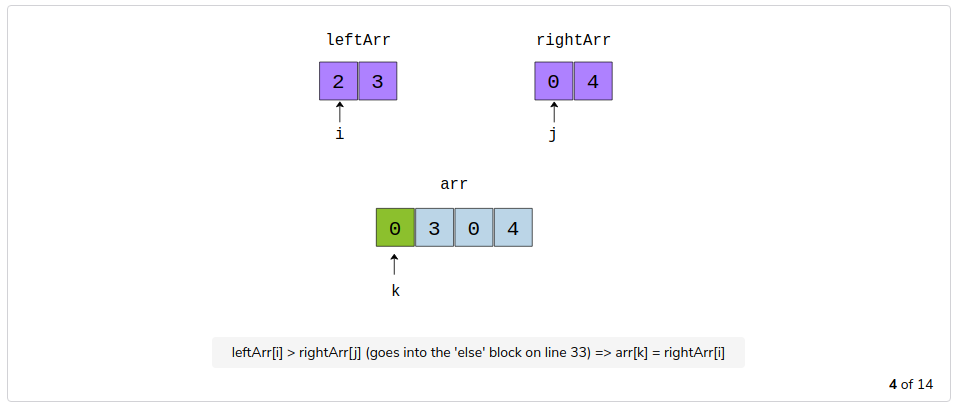 leftArr
rightArr
2 3
0 4
i
j
arr
0 3 0 4
k
leftArr[i] > rightArr[j] (goes into the 'else' block on line 33) => arr[k] = rightArr[i]
4 of 14